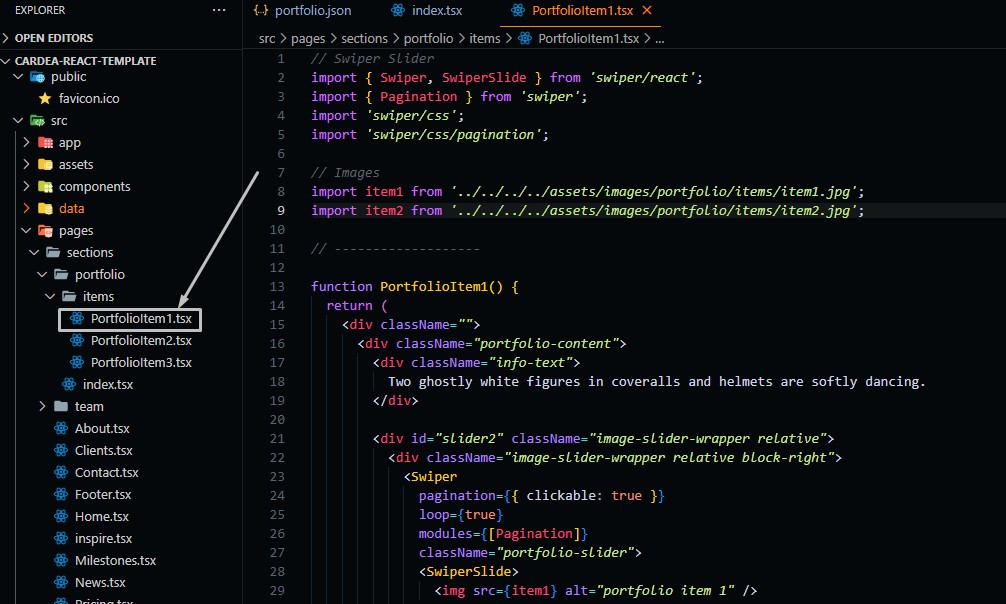 EXPLORER ...
OPEN EDITORS
CARDEA-REACT-TEMPLATE
public
favicon.ico
src
app
assets
components
data
pages
sections
portfolio
items
PortfolioItem1.tsx
PortfolioItem2.tsx
PortfolioItem3.tsx
index.tsx
team
About.tsx
Clients.tsx
Contact.tsx
Footer.tsx
Home.tsx
inspire.tsx
Milestones.tsx
News.tsx
Pricing.tsx
{..} portfolio.json index.tsx PortfolioItem1.tsx ×
src > pages > sections > portfolio > items > PortfolioItem1.tsx > ...
1 // Swiper Slider
2 import { Swiper, SwiperSlide } from 'swiper/react';
3 import { Pagination } from 'swiper';
4 import 'swiper/css';
5 import 'swiper/css/pagination';
6
7 // Images
8 import item1 from '../../../../assets/images/portfolio/items/item1.jpg';
9 import item2 from '../../../../assets/images/portfolio/items/item2.jpg';
10
11 // -------------------
12
13 function PortfolioItem1() {
14 return (
15 <div className="">
16 <div className="portfolio-content">
17 <div className="info-text">
18 Two ghostly white figures in coveralls and helmets are softly dancing.
19 </div>
20
21 <div id="slider2" className="image-slider-wrapper relative">
22 <div className="image-slider-wrapper relative block-right">
23 <Swiper
24 pagination={{ clickable: true }}
25 loop={true}
26 modules={[Pagination]}
27 className="portfolio-slider">
28 <SwiperSlide>
29 <img src={item1} alt="portfolio item 1" />